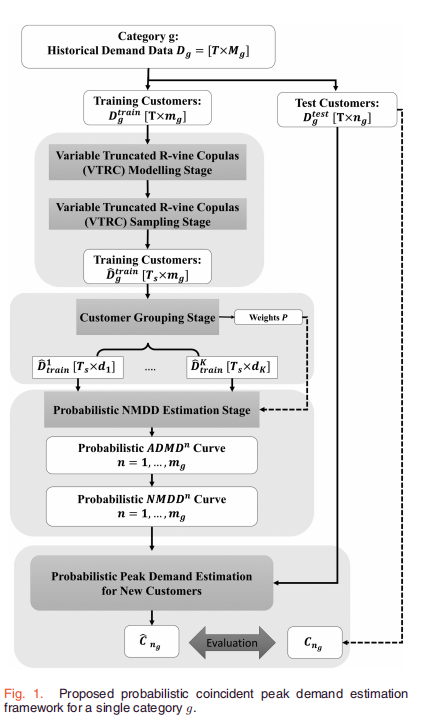 Category g:
Historical Demand Data D_g = [T×M_g]
Training Customers:
D_g^train [T×m_g]
Test Customers:
D_g^test [T×n_g]
Variable Truncated R-vine Copulas
(VTRC) Modelling Stage
Variable Truncated R-vine Copulas
(VTRC) Sampling Stage
Training Customers:
D̂_g^train [T_s×m_g]
Customer Grouping Stage
Weights P
D̂_train^1 [T_s×d_1]
....
D̂_train^K [T_s×d_K]
Probabilistic NMDD Estimation Stage
Probabilistic ADMD^n Curve
n = 1, ..., m_g
Probabilistic NMDD^n Curve
n = 1, ..., m_g
Probabilistic Peak Demand Estimation
for New Customers
Ĉ_n_g
Evaluation
C_n_g
Fig. 1. Proposed probabilistic coincident peak demand estimation
framework for a single category g.